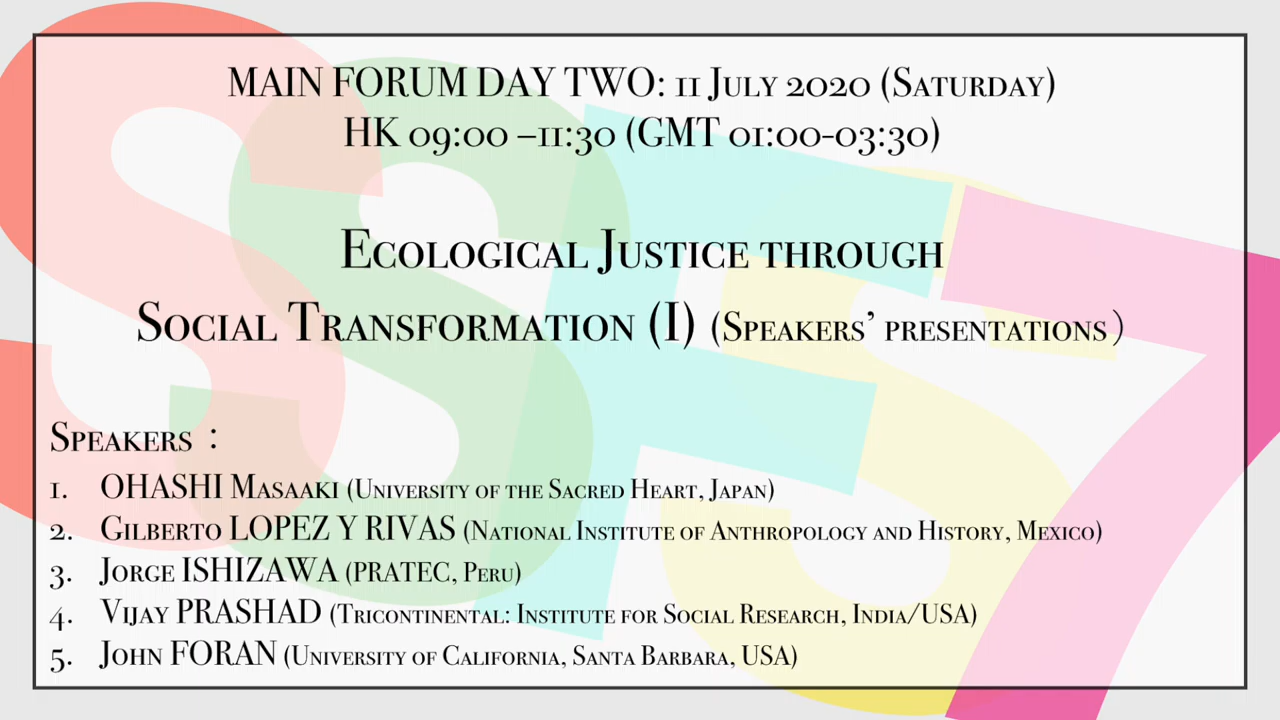 MAIN FORUM DAY TWO: 11 July 2020 (Saturday)
HK 09:00 –11:30 (GMT 01:00-03:30)
Ecological Justice through
Social Transformation (I) (Speakers’ presentations)
Speakers :
1. OHASHI Masaaki (University of the Sacred Heart, Japan)
2. Gilberto LOPEZ Y RIVAS (National Institute of Anthropology and History, Mexico)
3. Jorge ISHIZAWA (PRATEC, Peru)
4. Vijay PRASHAD (Tricontinental: Institute for Social Research, India/USA)
5. John FORAN (University of California, Santa Barbara, USA)
SSFS7